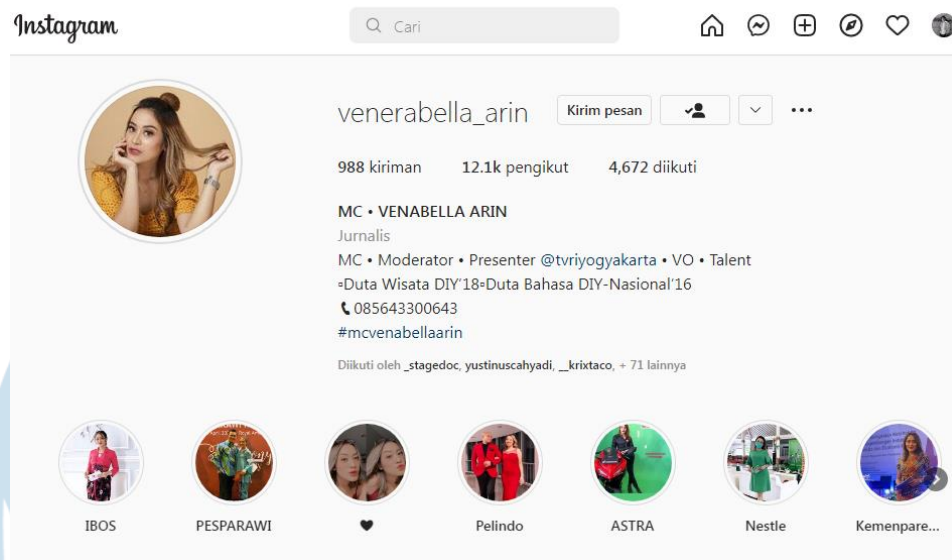 Instagram
Cari
venerabella_arin Kirim pesan
988 kiriman 12.1k pengikut 4,672 diikuti
MC • VENABELLA ARIN
Jurnalis
MC • Moderator • Presenter @tvriyogyakarta • VO • Talent
▫Duta Wisata DIY'18▫Duta Bahasa DIY-Nasional'16
085643300643
#mcvenabellaarin
Diikuti oleh _stagedoc, yustinuscahyadi, __krixtaco, + 71 lainnya
IBOS PESPARAWI Pelindo ASTRA Nestle Kemenpare...